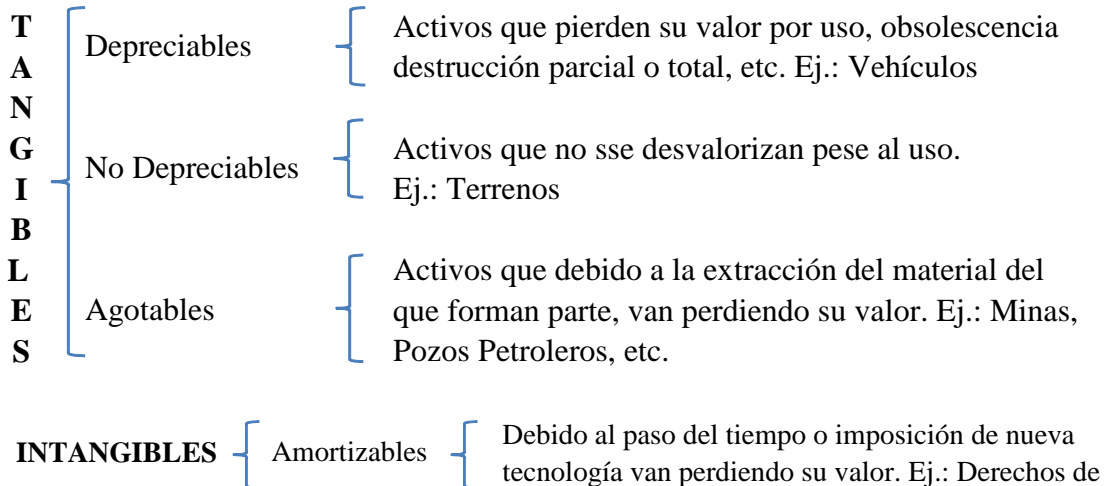 TANGIBLES
Depreciables
Activos que pierden su valor por uso, obsolescencia
destrucción parcial o total, etc. Ej.: Vehículos
No Depreciables
Activos que no sse desvalorizan pese al uso.
Ej.: Terrenos
Agotables
Activos que debido a la extracción del material del
que forman parte, van perdiendo su valor. Ej.: Minas,
Pozos Petroleros, etc.
INTANGIBLES
Amortizables
Debido al paso del tiempo o imposición de nueva
tecnología van perdiendo su valor. Ej.: Derechos de